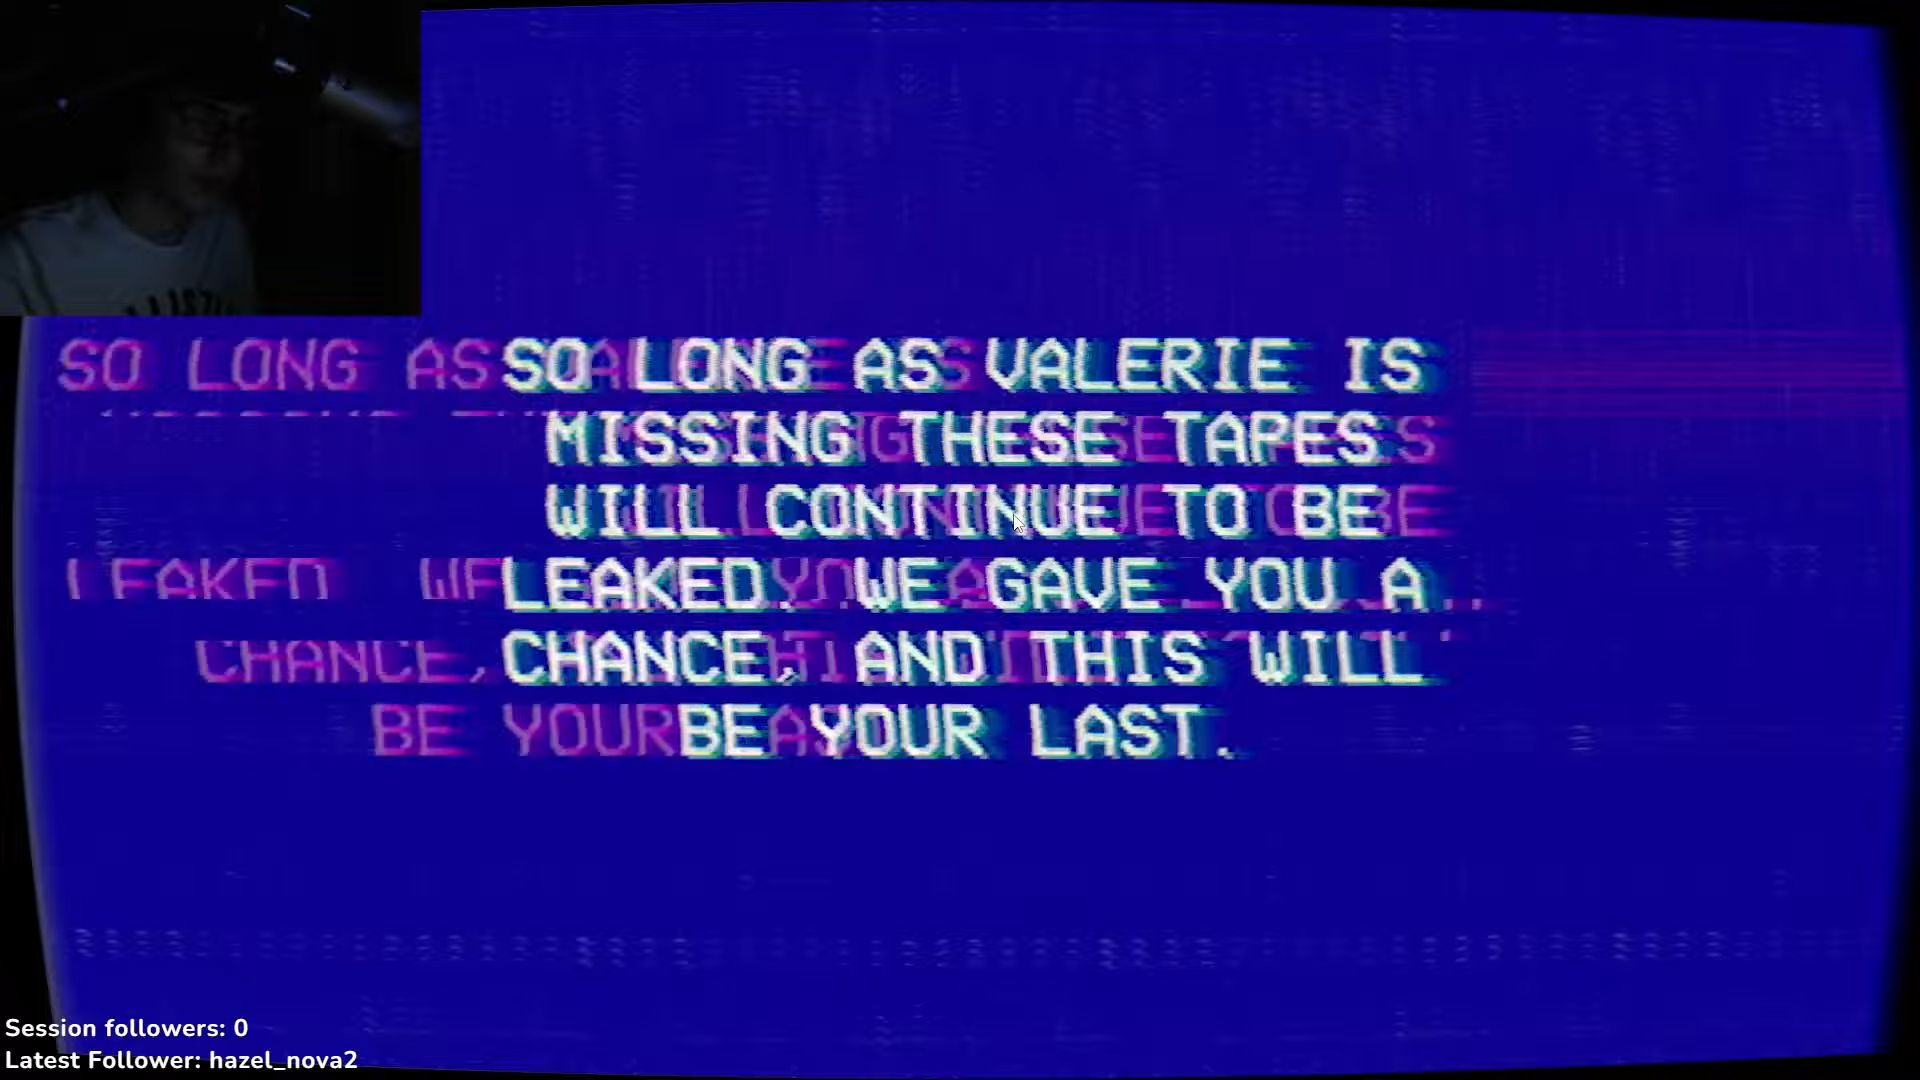 SO LONG AS VALERIE IS
MISSING THESE TAPES
WILL CONTINUE TO BE
LEAKED. WE GAVE YOU A
CHANCE, AND THIS WILL
BE YOUR LAST.
Session followers: 0
Latest Follower: hazel_nova2